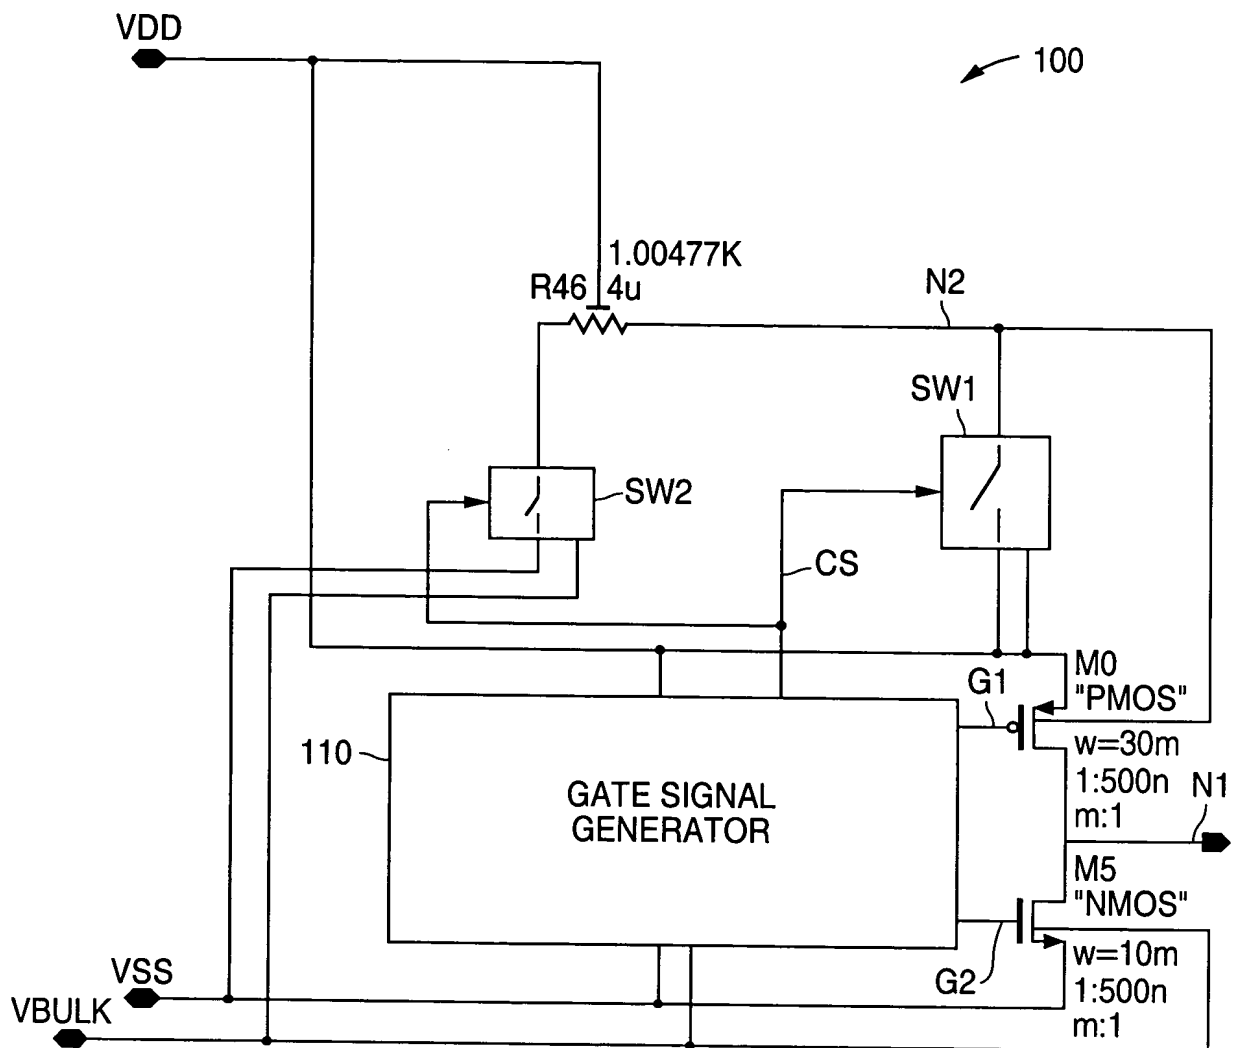 VDD
100
1.00477K
R46 4u
N2
SW1
SW2
CS
M0
"PMOS"
G1
w=30m
1:500n
m:1
110
GATE SIGNAL
GENERATOR
N1
M5
"NMOS"
G2
w=10m
1:500n
m:1
VSS
VBULK